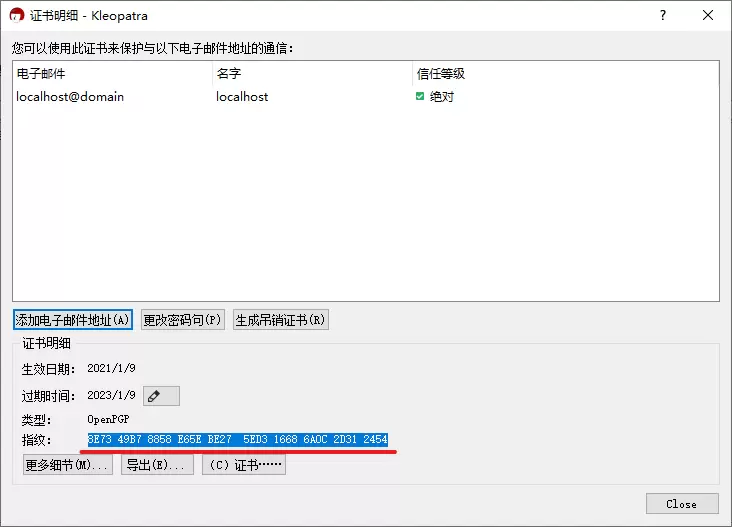 证书明细 - Kleopatra
您可以使用此证书来保护与以下电子邮件地址的通信：
电子邮件 名字 信任等级
localhost@domain localhost 绝对
添加电子邮件地址(A) 更改密码句(P) 生成吊销证书(R)
证书明细
生效日期： 2021/1/9
过期时间： 2023/1/9
类型： OpenPGP
指纹： 8E73 49B7 8858 E65E BE27  5ED3 1668 6A0C 2D31 2454
更多细节(M)... 导出(E)... (C) 证书……
Close